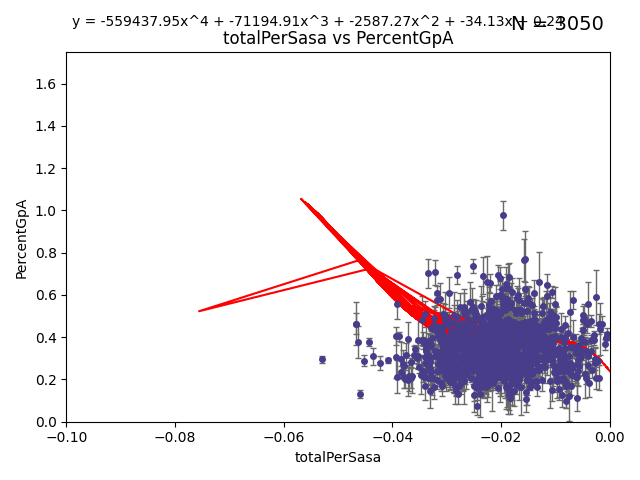 y = -559437.95x^4 + -71194.91x^3 + -2587.27x^2 + -34.13x + 0.24
N = 3050
totalPerSasa vs PercentGpA
1.6
1.4
1.2
1.0
0.8
0.6
0.4
0.2
0.0
PercentGpA
−0.10 −0.08 −0.06 −0.04 −0.02 0.00
totalPerSasa